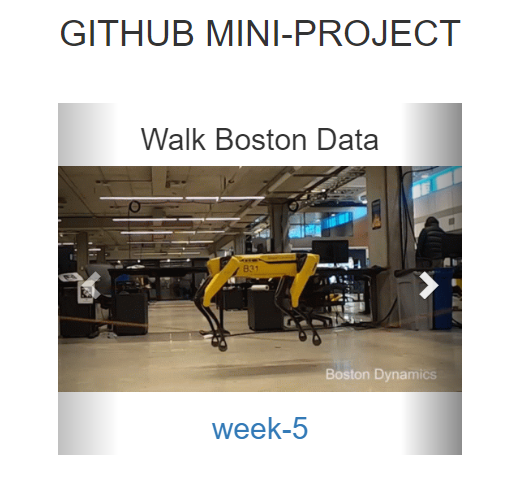 GITHUB MINI-PROJECT
Walk Boston Data
B31
Boston Dynamics
week-5